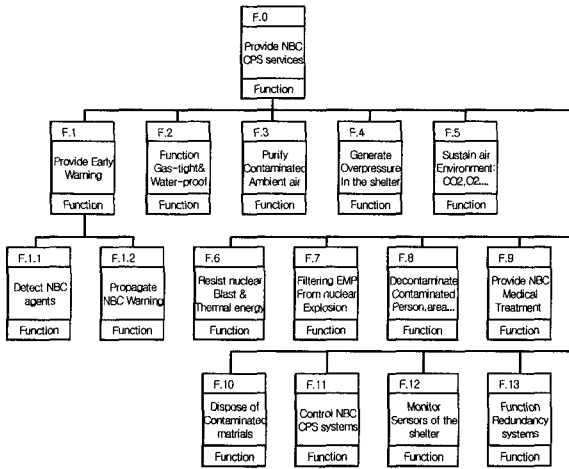 F.0
Provide NBC
CPS services
Function
F.1
Provide Early
Warning
Function
F.2
Function
Gas-tight&
Water-proof
Function
F.3
Purify
Contaminated
Ambient air
Function
F.4
Generate
Overpressure
In the shelter
Function
F.5
Sustain air
Environment:
CO2,O2....
Function
F.1.1
Detect NBC
agents
Function
F.1.2
Propagate
NBC Warning
Function
F.6
Resist nuclear
Blast &
Thermal energy
Function
F.7
Filtering EMP
From nuclear
Explosion
Function
F.8
Decontaminate
Contaminated
Person,area...
Function
F.9
Provide NBC
Medical
Treatment
Function
F.10
Dispose of
Contaminated
matrials
Function
F.11
Control NBC
CPS systems
Function
F.12
Monitor
Sensors of the
shelter
Function
F.13
Function
Redundancy
systems
Function